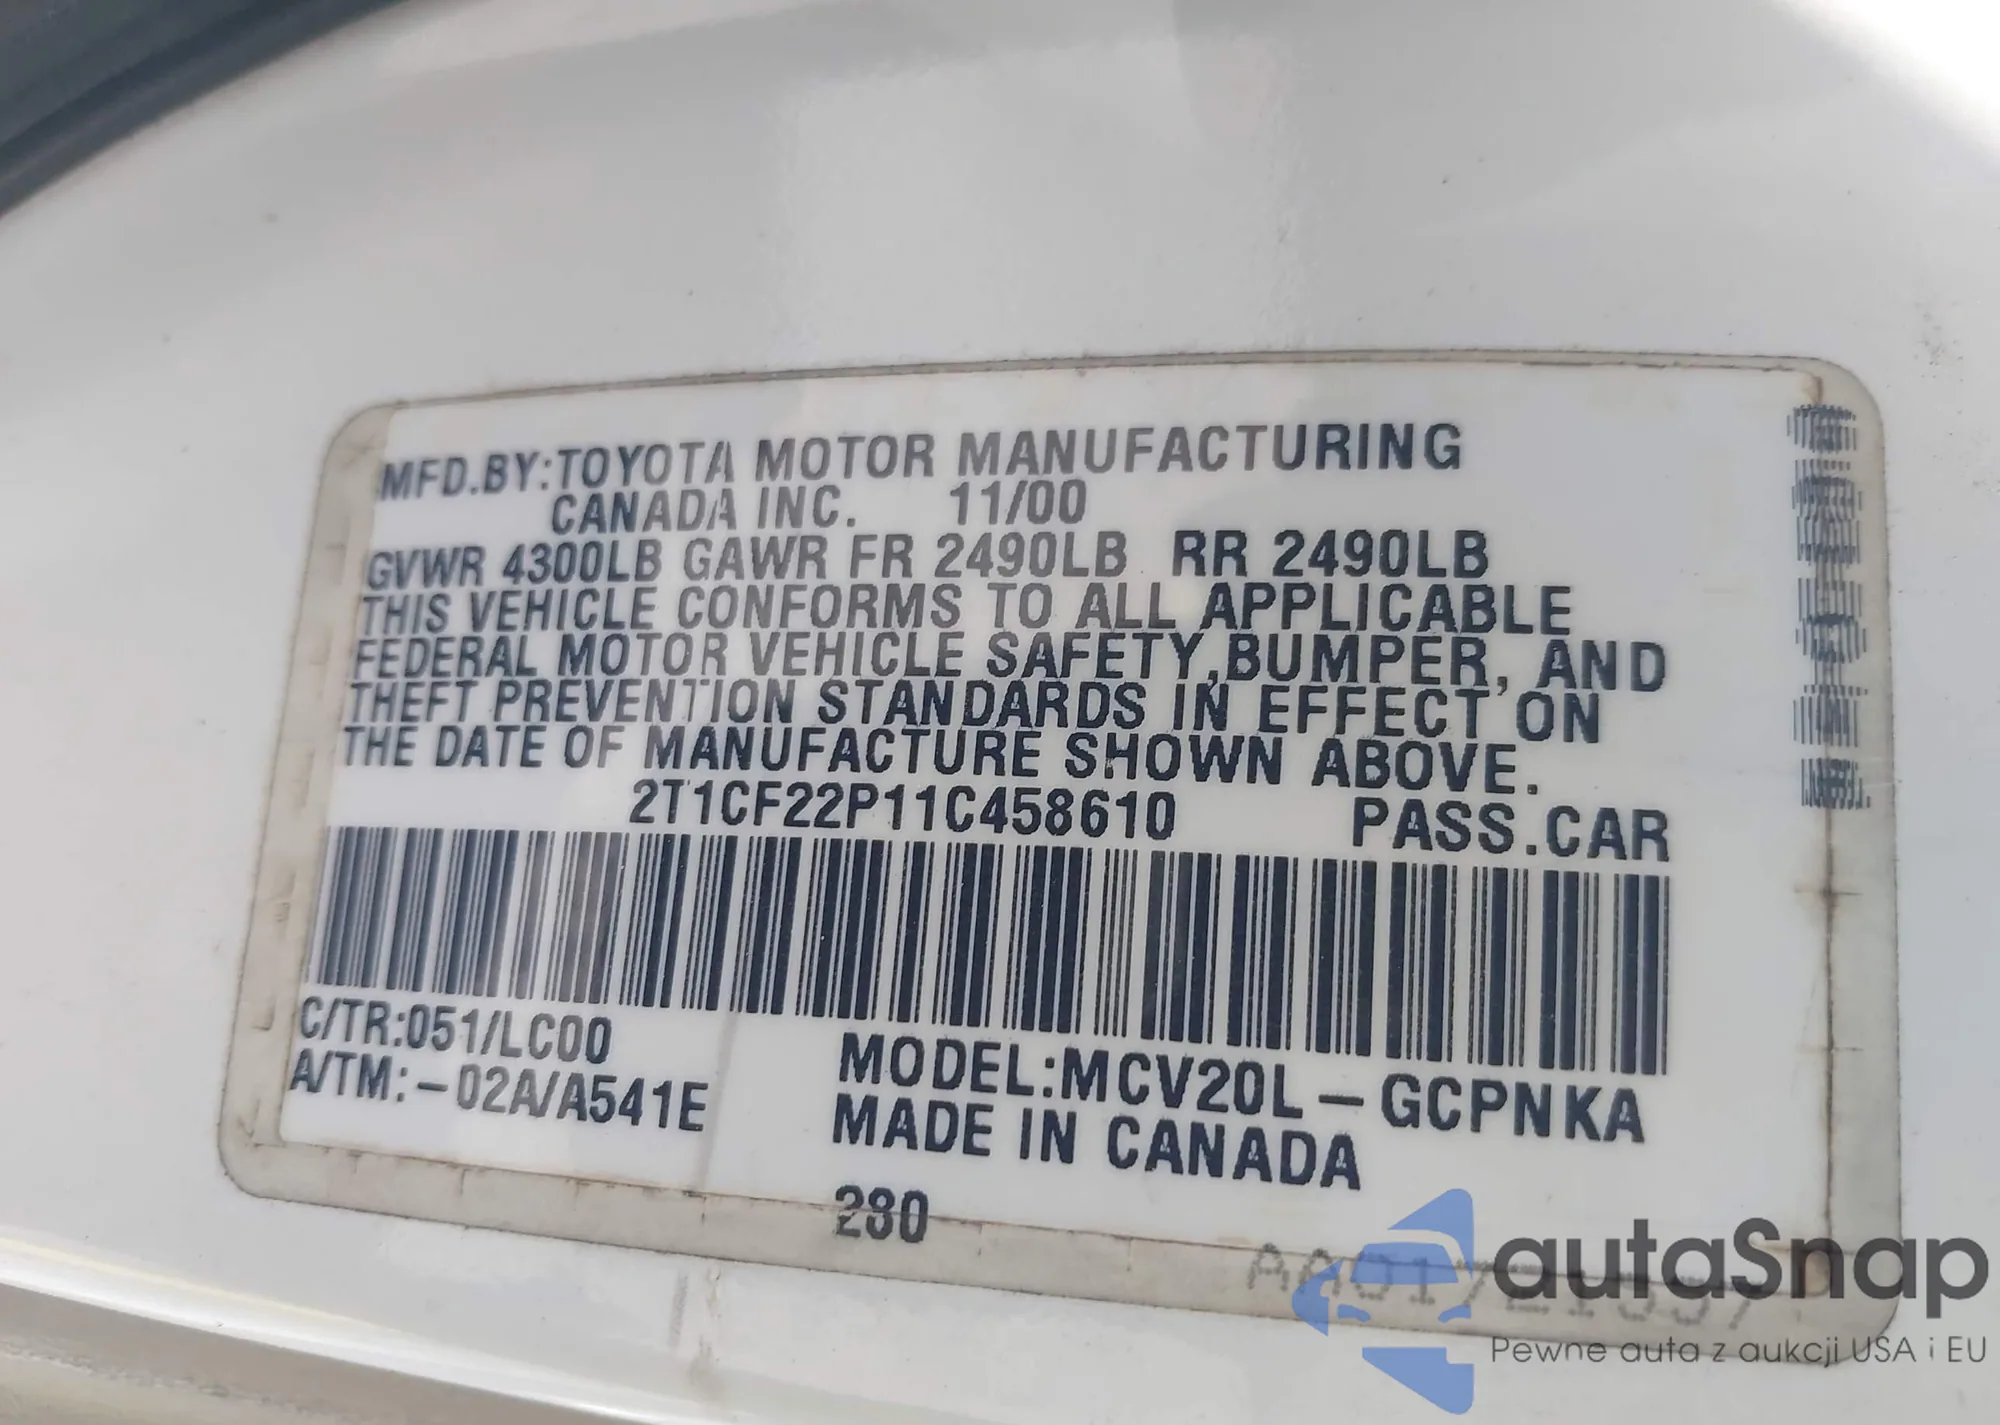 MFD.BY:TOYOTA MOTOR MANUFACTURING
CANADA INC. 11/00
GVWR 4300LB GAWR FR 2490LB RR 2490LB
THIS VEHICLE CONFORMS TO ALL APPLICABLE
FEDERAL MOTOR VEHICLE SAFETY,BUMPER, AND
THEFT PREVENTION STANDARDS IN EFFECT ON
THE DATE OF MANUFACTURE SHOWN ABOVE.
2T1CF22P11C458610 PASS.CAR
C/TR:051/LC00
A/TM:-02A/A541E
MODEL:MCV20L-GCPNKA
MADE IN CANADA
280
autaSnap
Pewne auta z aukcji USA i EU